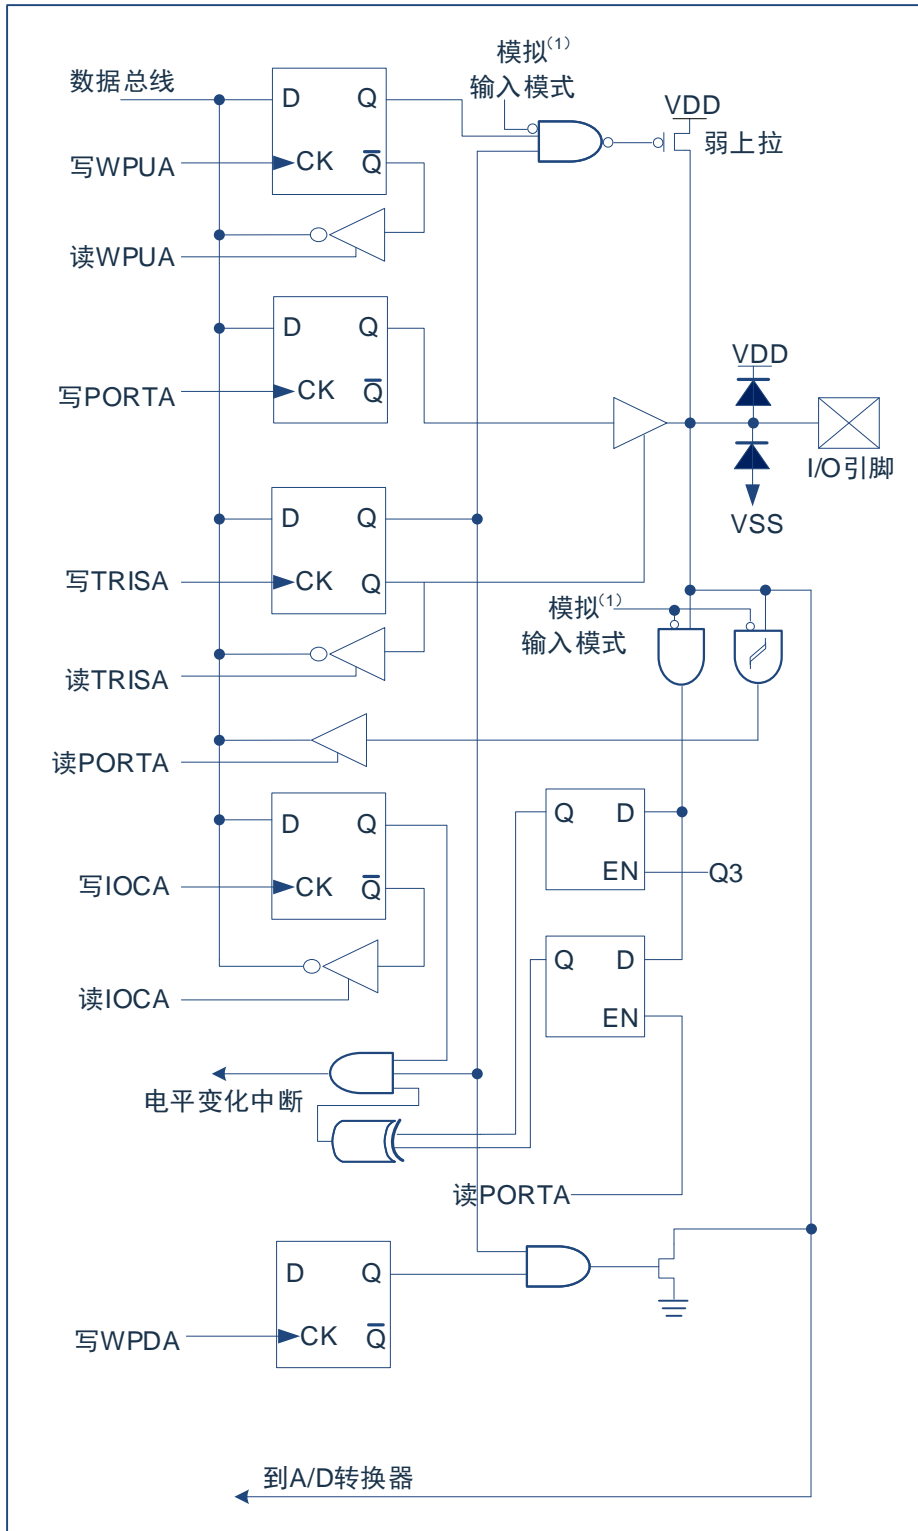 模拟(1)
输入模式
数据总线
D Q
VDD
弱上拉
写WPUA
CK Q̅
读WPUA
D Q
写PORTA
CK Q̅
VDD
I/O引脚
VSS
D Q
写TRISA
CK Q
模拟(1)
输入模式
读TRISA
读PORTA
D Q
Q D
写IOCA
CK Q̅
EN Q3
Q D
读IOCA
EN
电平变化中断
读PORTA
D Q
写WPDA
CK Q̅
到A/D转换器